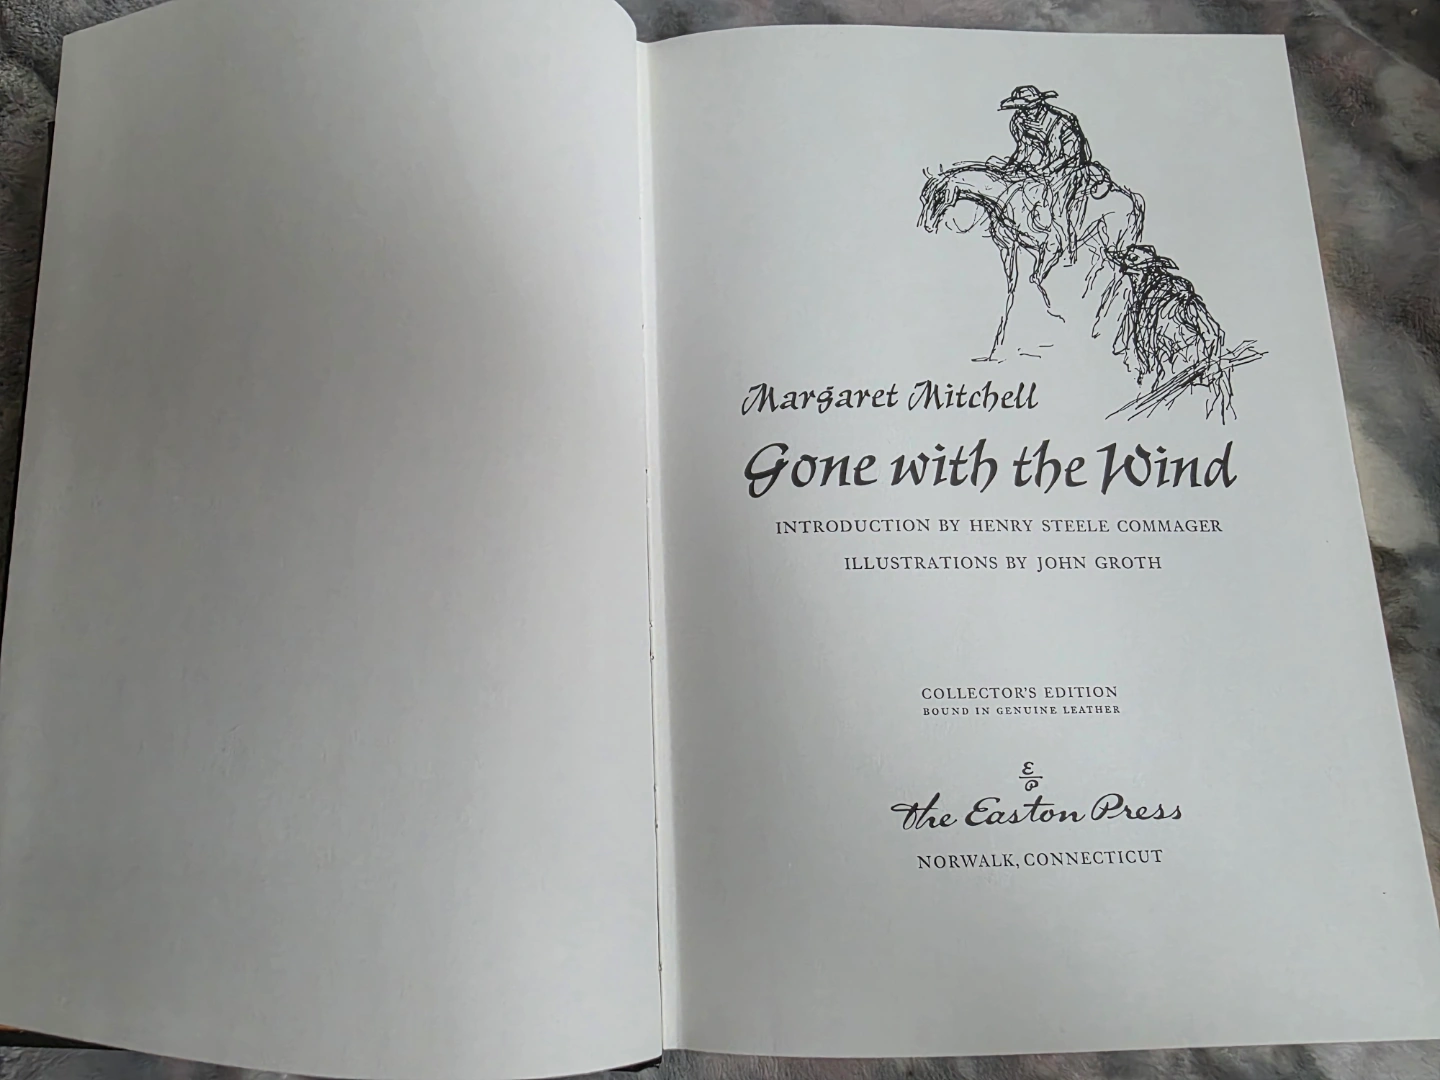 Margaret Mitchell
Gone with the Wind
INTRODUCTION BY HENRY STEELE COMMAGER
ILLUSTRATIONS BY JOHN GROTH
COLLECTOR'S EDITION
BOUND IN GENUINE LEATHER
E
P
The Easton Press
NORWALK, CONNECTICUT